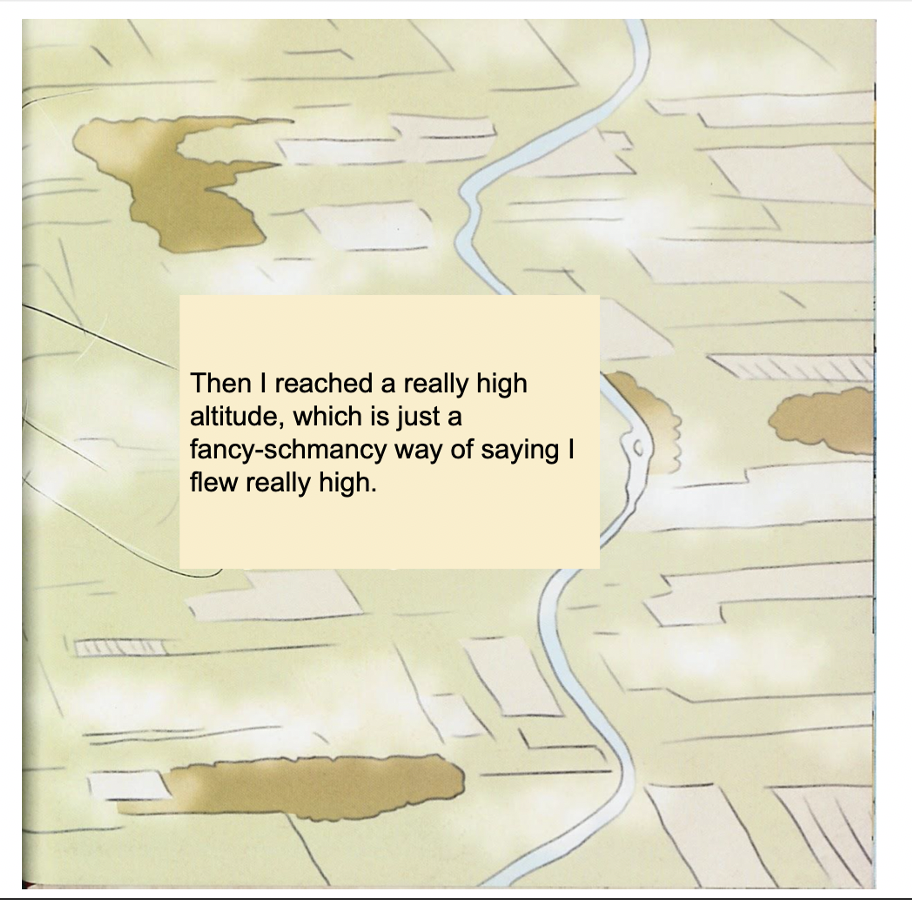 Then I reached a really high
altitude, which is just a
fancy-schmancy way of saying I
flew really high.